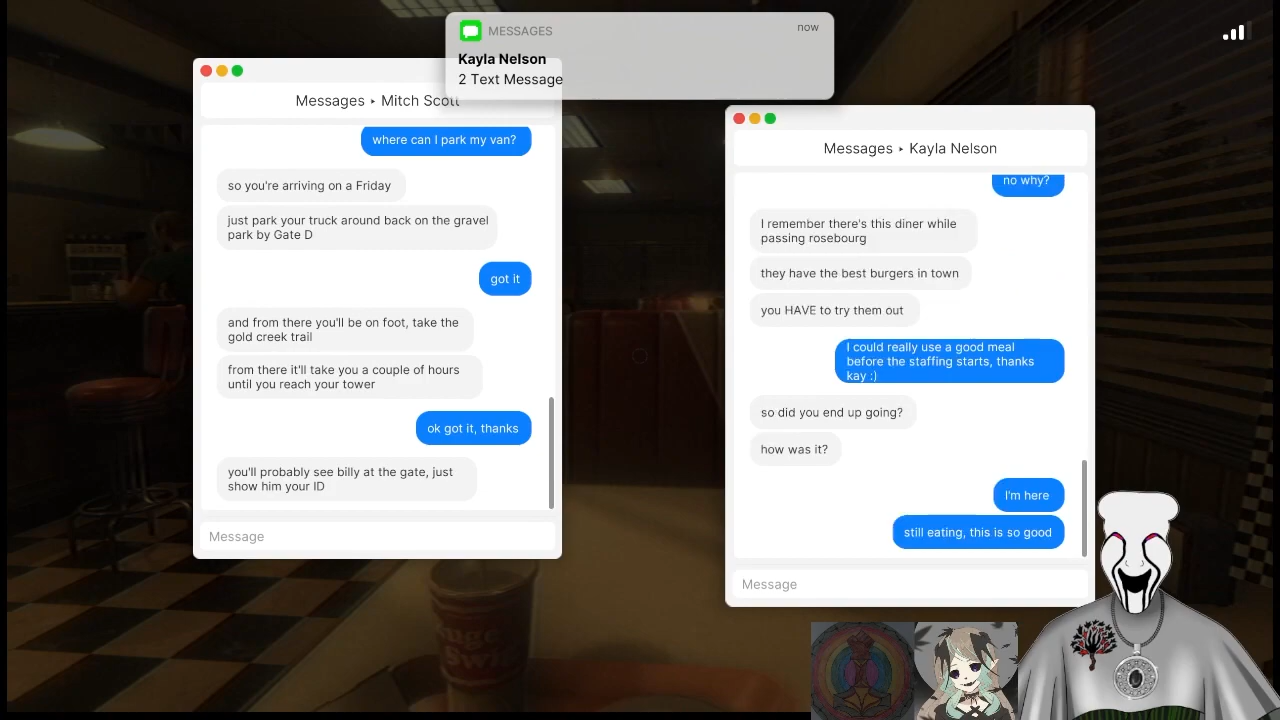 MESSAGES
now
Kayla Nelson
2 Text Message
Messages ▸ Mitch Scott
where can I park my van?
so you're arriving on a Friday
just park your truck around back on the gravel
park by Gate D
got it
and from there you'll be on foot, take the
gold creek trail
from there it'll take you a couple of hours
until you reach your tower
ok got it, thanks
you'll probably see billy at the gate, just
show him your ID
Message
Messages ▸ Kayla Nelson
no why?
I remember there's this diner while
passing rosebourg
they have the best burgers in town
you HAVE to try them out
I could really use a good meal
before the staffing starts, thanks
kay :)
so did you end up going?
how was it?
I'm here
still eating, this is so good
Message